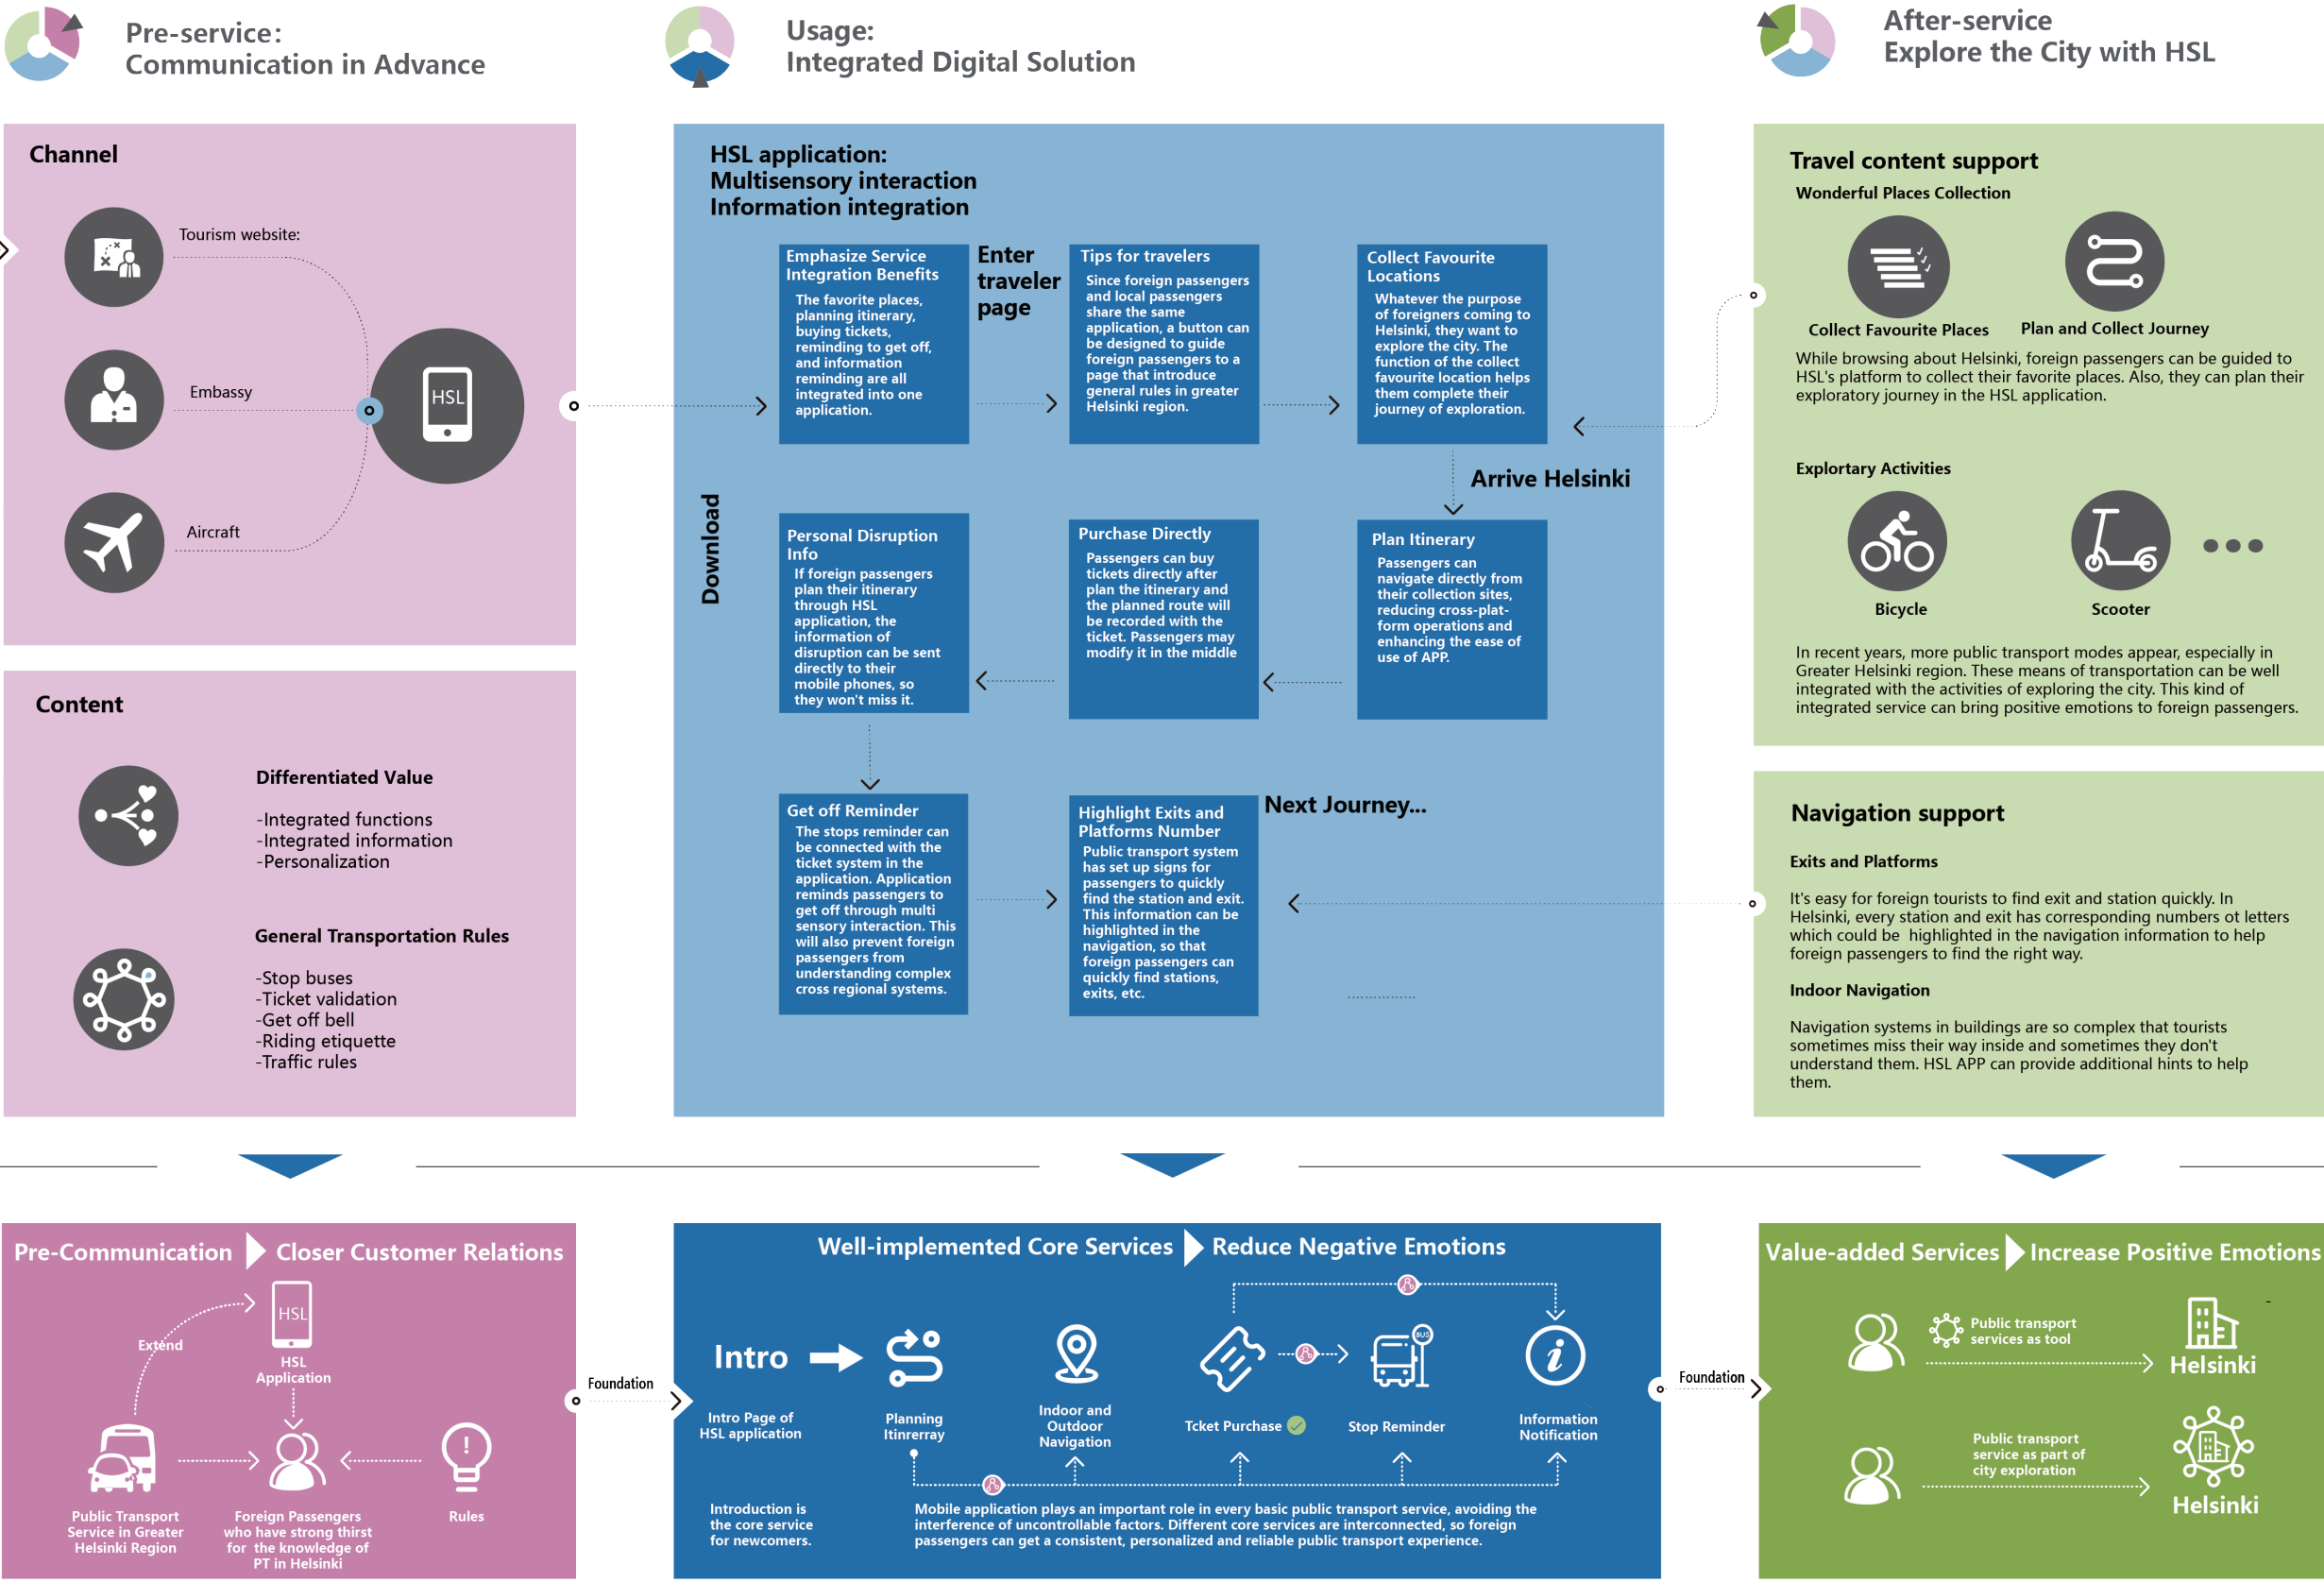 Pre-service:
Communication in Advance
Usage:
Integrated Digital Solution
After-service
Explore the City with HSL
Channel
Tourism website:
Embassy
Aircraft
HSL
Content
Differentiated Value
-Integrated functions
-Integrated information
-Personalization
General Transportation Rules
-Stop buses
-Ticket validation
-Get off bell
-Riding etiquette
-Traffic rules
HSL application:
Multisensory interaction
Information integration
Download
Emphasize Service
Integration Benefits
The favorite places,
planning itinerary,
buying tickets,
reminding to get off,
and information
reminding are all
integrated into one
application.
Enter
traveler
page
Tips for travelers
Since foreign passengers
and local passengers
share the same
application, a button can
be designed to guide
foreign passengers to a
page that introduce
general rules in greater
Helsinki region.
Collect Favourite
Locations
Whatever the purpose
of foreigners coming to
Helsinki, they want to
explore the city. The
function of the collect
favourite location helps
them complete their
journey of exploration.
Arrive Helsinki
Plan Itinerary
Passengers can
navigate directly from
their collection sites,
reducing cross-plat-
form operations and
enhancing the ease of
use of APP.
Purchase Directly
Passengers can buy
tickets directly after
plan the itinerary and
the planned route will
be recorded with the
ticket. Passengers may
modify it in the middle
Personal Disruption
Info
If foreign passengers
plan their itinerary
through HSL
application, the
information of
disruption can be sent
directly to their
mobile phones, so
they won't miss it.
Get off Reminder
The stops reminder can
be connected with the
ticket system in the
application. Application
reminds passengers to
get off through multi
sensory interaction. This
will also prevent foreign
passengers from
understanding complex
cross regional systems.
Highlight Exits and
Platforms Number
Public transport system
has set up signs for
passengers to quickly
find the station and exit.
This information can be
highlighted in the
navigation, so that
foreign passengers can
quickly find stations,
exits, etc.
Next Journey...
Travel content support
Wonderful Places Collection
Collect Favourite Places
Plan and Collect Journey
While browsing about Helsinki, foreign passengers can be guided to
HSL's platform to collect their favorite places. Also, they can plan their
exploratory journey in the HSL application.
Explortary Activities
Bicycle
Scooter
In recent years, more public transport modes appear, especially in
Greater Helsinki region. These means of transportation can be well
integrated with the activities of exploring the city. This kind of
integrated service can bring positive emotions to foreign passengers.
Navigation support
Exits and Platforms
It's easy for foreign tourists to find exit and station quickly. In
Helsinki, every station and exit has corresponding numbers ot letters
which could be highlighted in the navigation information to help
foreign passengers to find the right way.
Indoor Navigation
Navigation systems in buildings are so complex that tourists
sometimes miss their way inside and sometimes they don't
understand them. HSL APP can provide additional hints to help
them.
Pre-Communication
Closer Customer Relations
HSL
Extend
HSL
Application
Public Transport
Service in Greater
Helsinki Region
Foreign Passengers
who have strong thirst
for the knowledge of
PT in Helsinki
Rules
Foundation
Well-implemented Core Services
Reduce Negative Emotions
Intro
BUS
Intro Page of
HSL application
Planning
Itinrerray
Indoor and
Outdoor
Navigation
Tcket Purchase
Stop Reminder
Information
Notification
Introduction is
the core service
for newcomers.
Mobile application plays an important role in every basic public transport service, avoiding the
interference of uncontrollable factors. Different core services are interconnected, so foreign
passengers can get a consistent, personalized and reliable public transport experience.
Foundation
Value-added Services
Increase Positive Emotions
Public transport
services as tool
Helsinki
Public transport
service as part of
city exploration
Helsinki